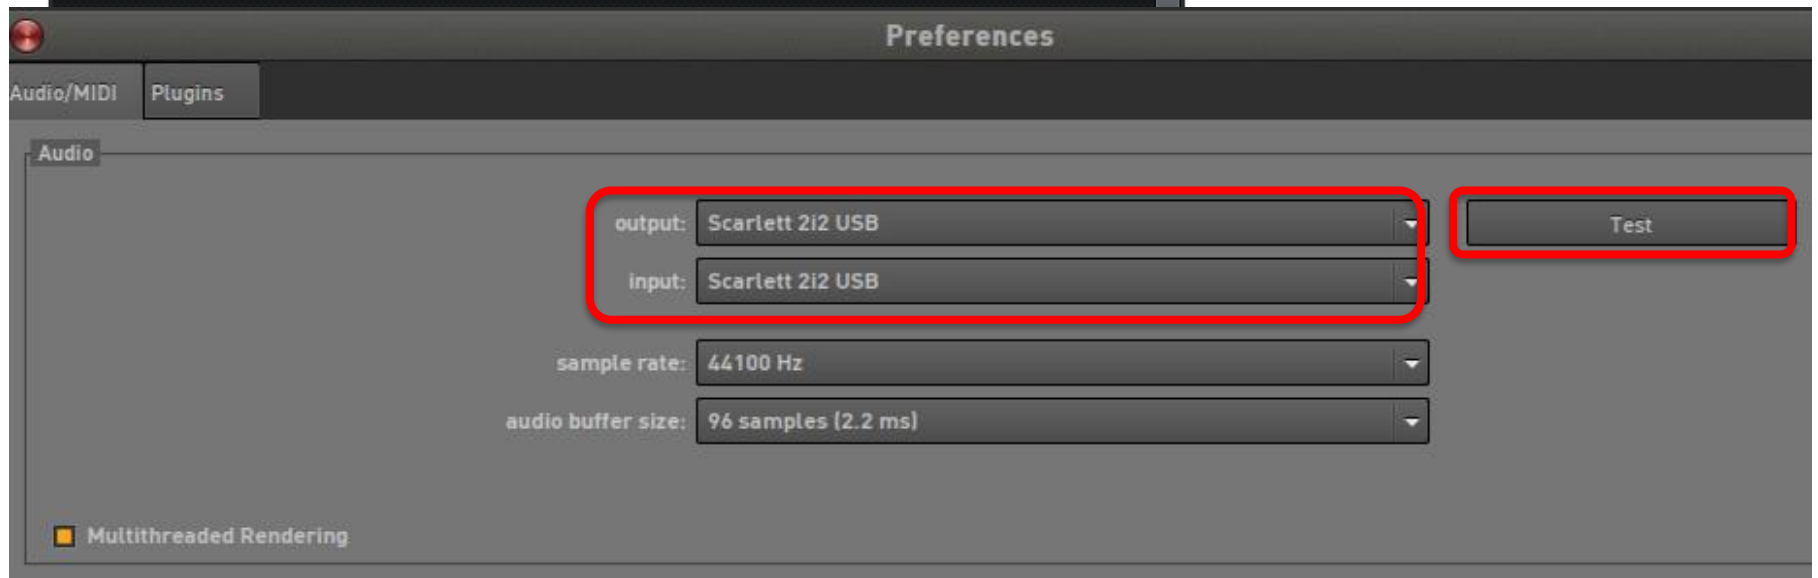 Preferences
Audio/MIDI Plugins
Audio
output: Scarlett 2i2 USB Test
input: Scarlett 2i2 USB
sample rate: 44100 Hz
audio buffer size: 96 samples (2.2 ms)
Multithreaded Rendering